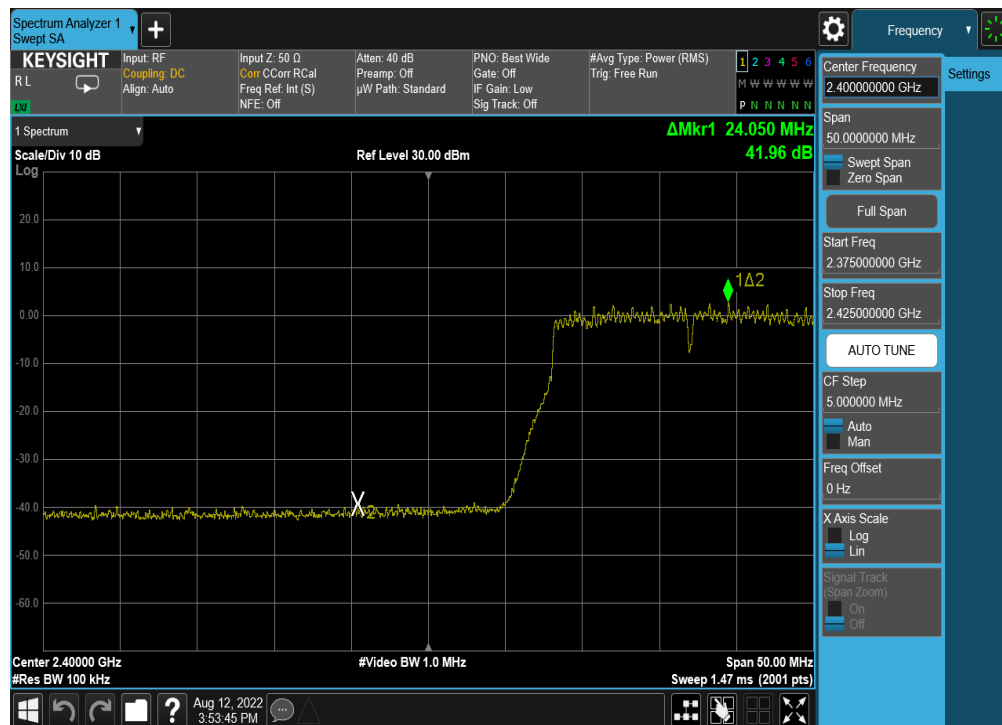 Spectrum Analyzer 1
Swept SA
+
Frequency
KEYSIGHT
R L
LXI
Input: RF
Coupling: DC
Align: Auto
Input Z: 50 Ω
Corr CCorr RCal
Freq Ref: Int (S)
NFE: Off
Atten: 40 dB
Preamp: Off
µW Path: Standard
PNO: Best Wide
Gate: Off
IF Gain: Low
Sig Track: Off
#Avg Type: Power (RMS)
Trig: Free Run
1 2 3 4 5 6
M W W W W W
P N N N N N
1 Spectrum
ΔMkr1 24.050 MHz
41.96 dB
Scale/Div 10 dB
Ref Level 30.00 dBm
Log
20.0
10.0
0.00
-10.0
-20.0
-30.0
-40.0
-50.0
-60.0
1Δ2
X2
Center 2.40000 GHz
#Video BW 1.0 MHz
Span 50.00 MHz
#Res BW 100 kHz
Sweep 1.47 ms (2001 pts)
Center Frequency
2.400000000 GHz
Settings
Span
50.0000000 MHz
Swept Span
Zero Span
Full Span
Start Freq
2.375000000 GHz
Stop Freq
2.425000000 GHz
AUTO TUNE
CF Step
5.000000 MHz
Auto
Man
Freq Offset
0 Hz
X Axis Scale
Log
Lin
Signal Track
(Span Zoom)
On
Off
?
Aug 12, 2022
3:53:45 PM